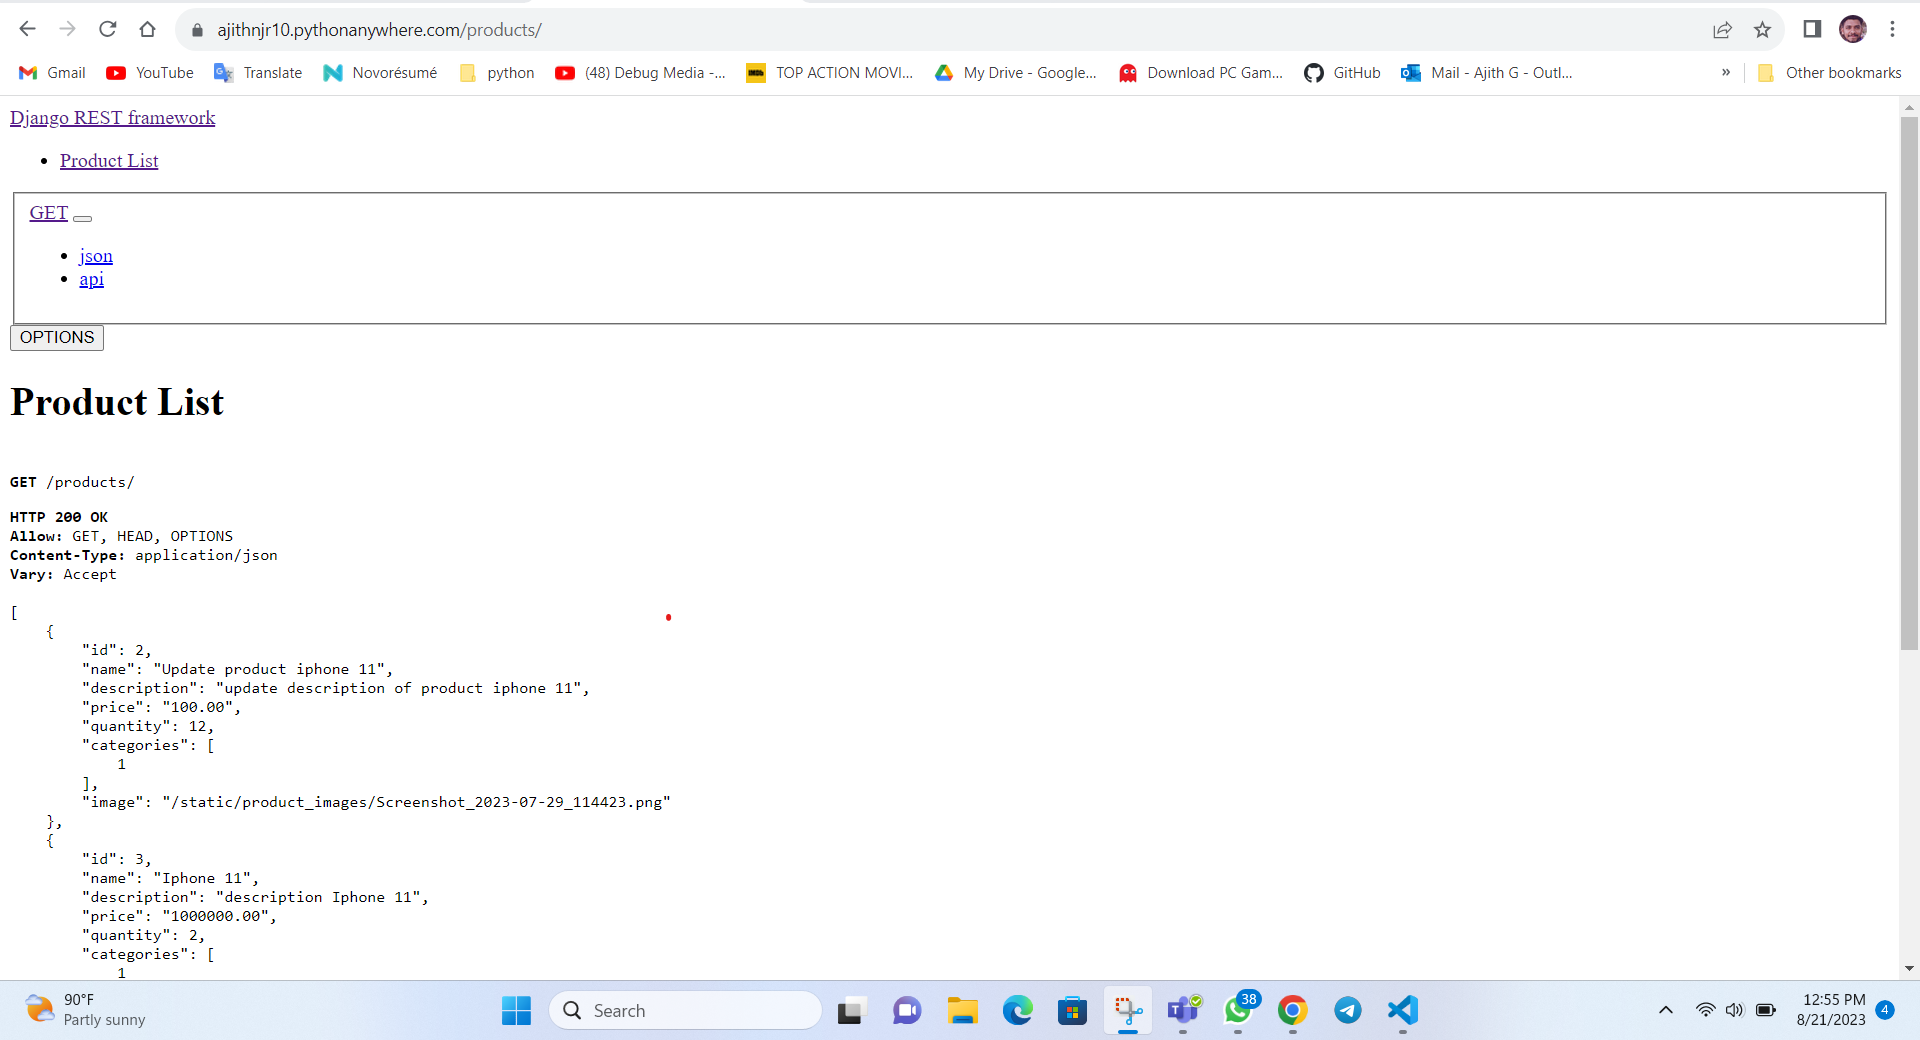 ajithnjr10.pythonanywhere.com/products/
Gmail YouTube Translate Novorésumé python (48) Debug Media -... TOP ACTION MOVI... My Drive - Google... Download PC Gam... GitHub Mail - Ajith G - Outl... » Other bookmarks
Django REST framework
Product List
GET
json
api
OPTIONS
Product List
GET /products/
HTTP 200 OK
Allow: GET, HEAD, OPTIONS
Content-Type: application/json
Vary: Accept
[
{
"id": 2,
"name": "Update product iphone 11",
"description": "update description of product iphone 11",
"price": "100.00",
"quantity": 12,
"categories": [
1
],
"image": "/static/product_images/Screenshot_2023-07-29_114423.png"
},
{
"id": 3,
"name": "Iphone 11",
"description": "description Iphone 11",
"price": "1000000.00",
"quantity": 2,
"categories": [
1
90°F
Partly sunny
Search
38
12:55 PM
8/21/2023
4